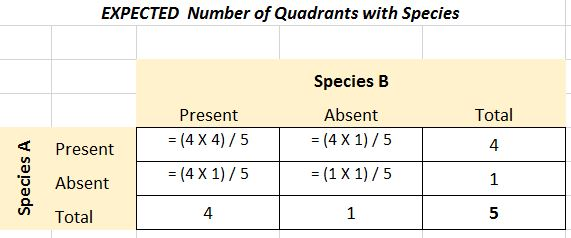 EXPECTED Number of Quadrants with Species
Species B
Present Absent Total
Species A
Present = (4 X 4) / 5 = (4 X 1) / 5 4
Absent = (4 X 1) / 5 = (1 X 1) / 5 1
Total 4 1 5